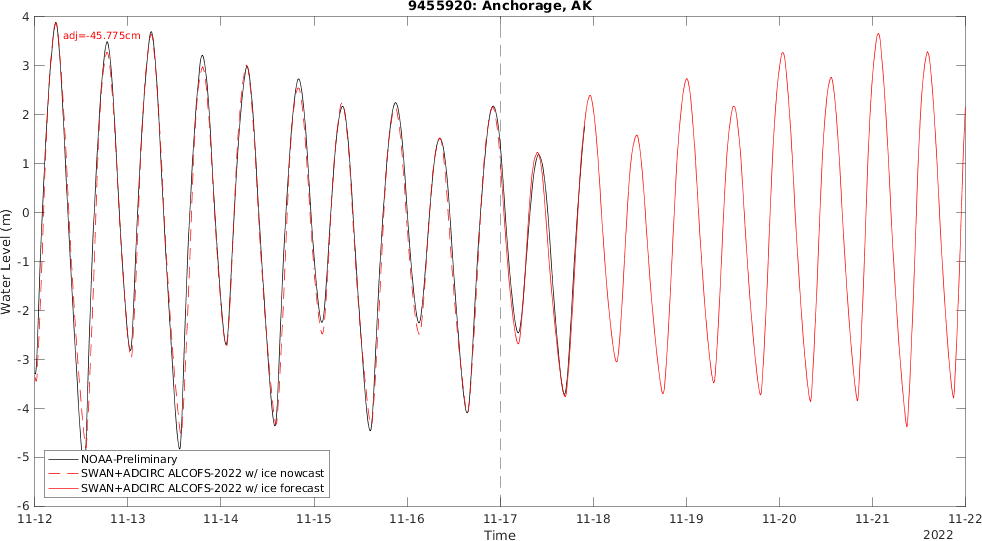 9455920: Anchorage, AK
adj=-45.775cm
4
3
2
1
0
-1
-2
-3
-4
-5
-6
Water Level (m)
NOAA-Preliminary
SWAN+ADCIRC ALCOFS-2022 w/ ice nowcast
SWAN+ADCIRC ALCOFS-2022 w/ ice forecast
11-12 11-13 11-14 11-15 11-16 11-17 11-18 11-19 11-20 11-21 11-22
Time
2022